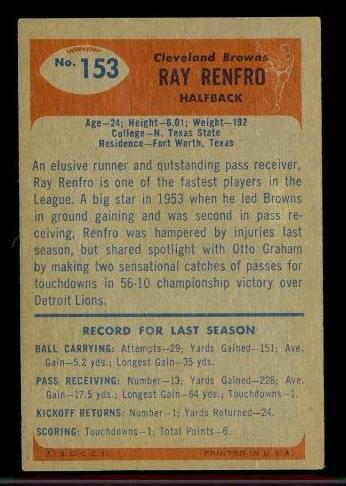 No. 153
Cleveland Browns
RAY RENFRO
HALFBACK
Age—24; Height—6.01; Weight—192
College—N. Texas State
Residence—Fort Worth, Texas
An elusive runner and outstanding pass receiver,
Ray Renfro is one of the fastest players in the
League. A big star in 1953 when he led Browns
in ground gaining and was second in pass re-
ceiving, Renfro was hampered by injuries last
season, but shared spotlight with Otto Graham
by making two sensational catches of passes for
touchdowns in 56-10 championship victory over
Detroit Lions.
RECORD FOR LAST SEASON
BALL CARRYING: Attempts—29; Yards Gained—151; Ave.
Gain—5.2 yds.; Longest Gain—35 yds.
PASS RECEIVING: Number—13; Yards Gained—228; Ave.
Gain—17.5 yds.; Longest Gain—64 yds.; Touchdowns—1.
KICKOFF RETURNS: Number—1; Yards Returned—24.
SCORING: Touchdowns—1; Total Points—6.
© B.G.C.I. PRINTED IN U.S.A.